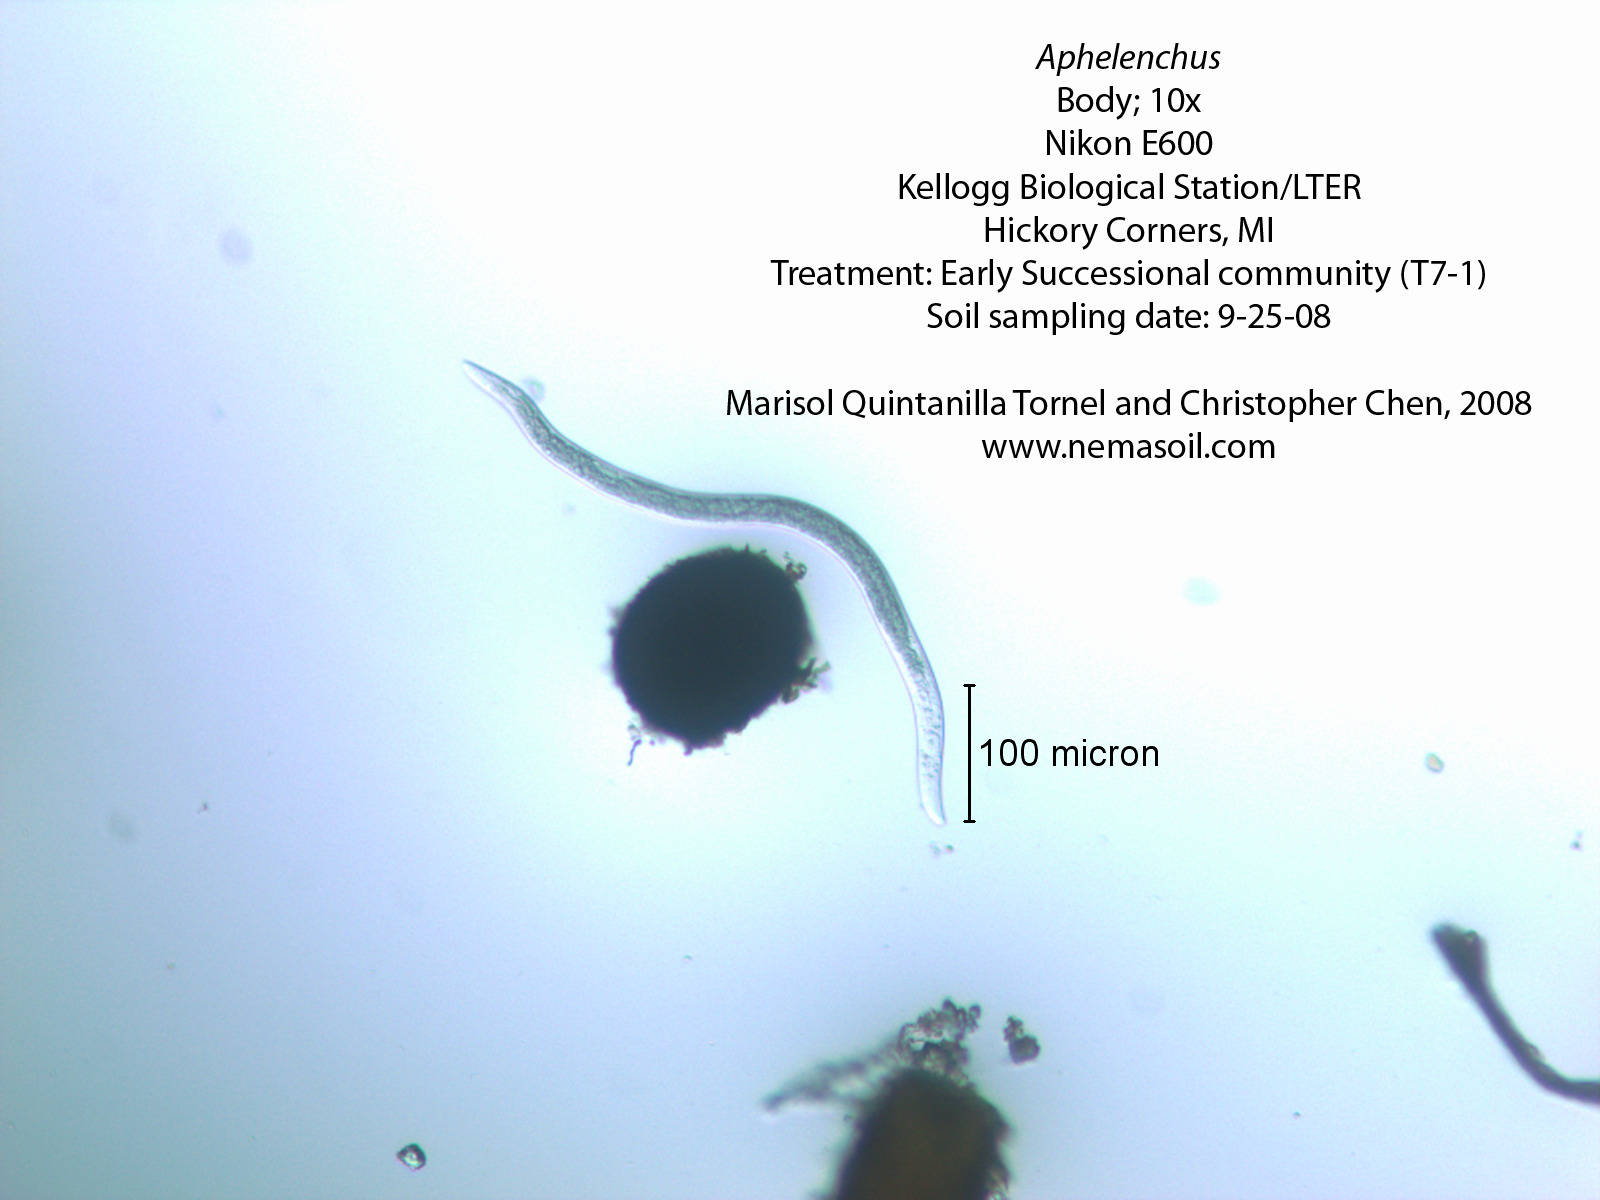 Aphelenchus
Body; 10x
Nikon E600
Kellogg Biological Station/LTER
Hickory Corners, MI
Treatment: Early Successional community (T7-1)
Soil sampling date: 9-25-08
Marisol Quintanilla Tornel and Christopher Chen, 2008
www.nemasoil.com
100 micron